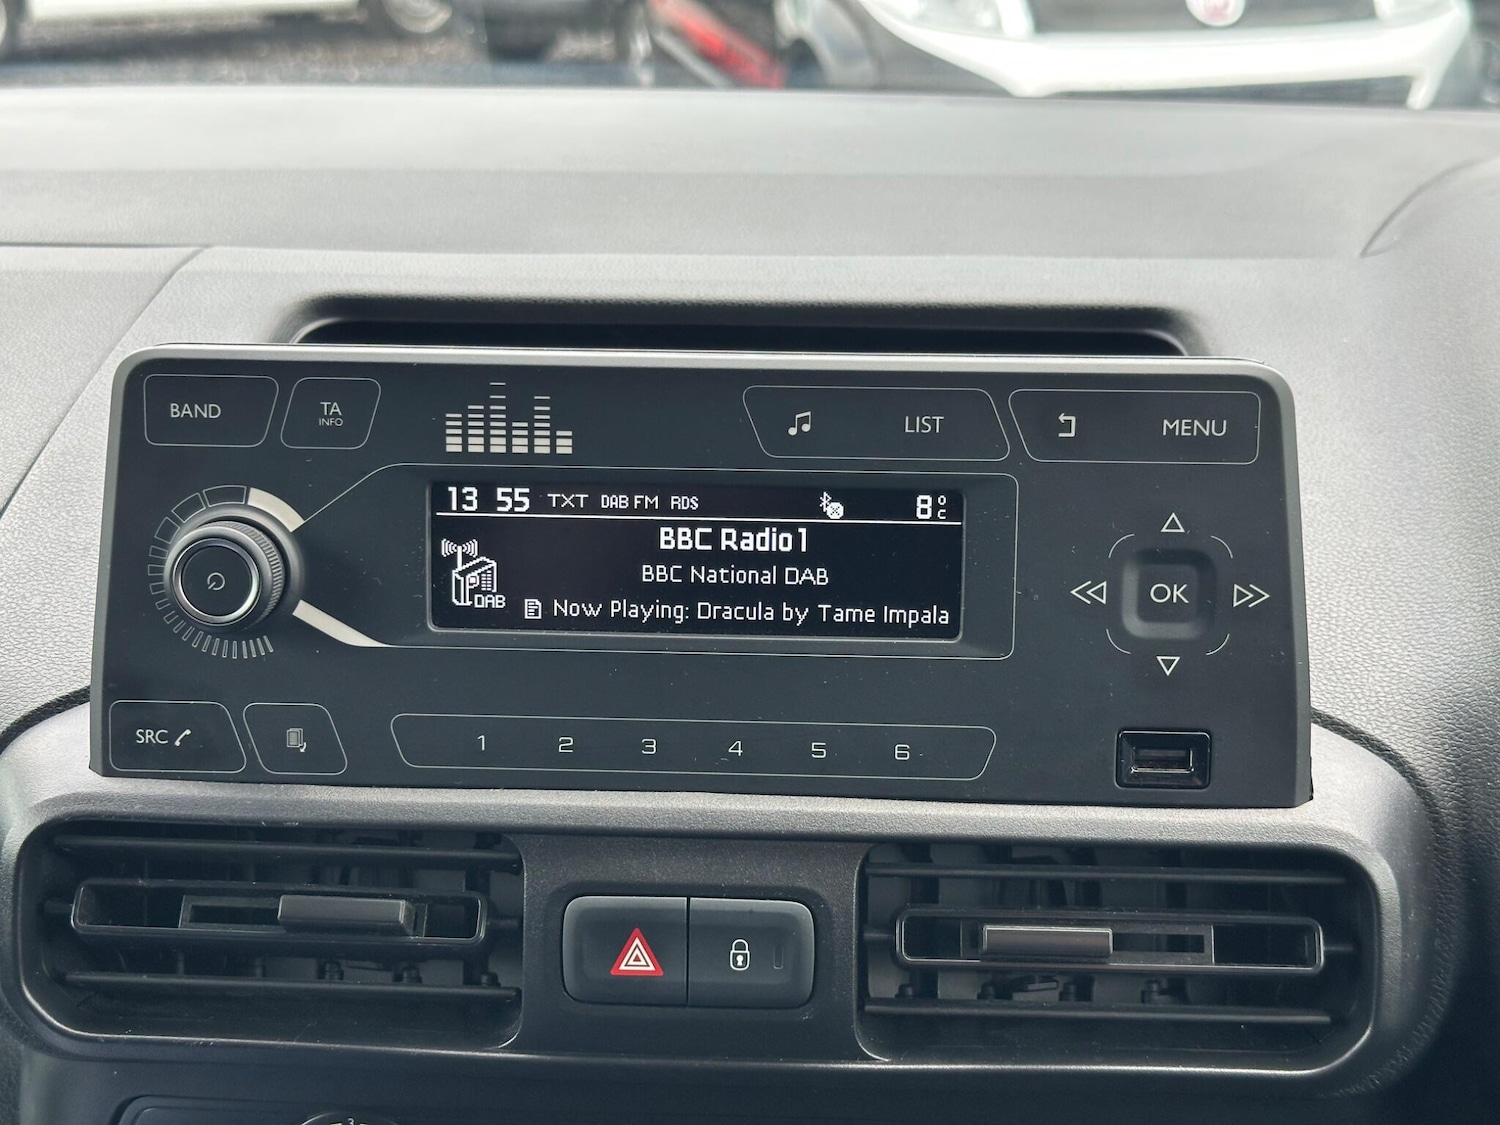 BAND
TA
INFO
LIST
MENU
13 55 TXT DAB FM RDS 8°C
BBC Radio 1
BBC National DAB
DAB
Now Playing: Dracula by Tame Impala
OK
SRC
1 2 3 4 5 6
3